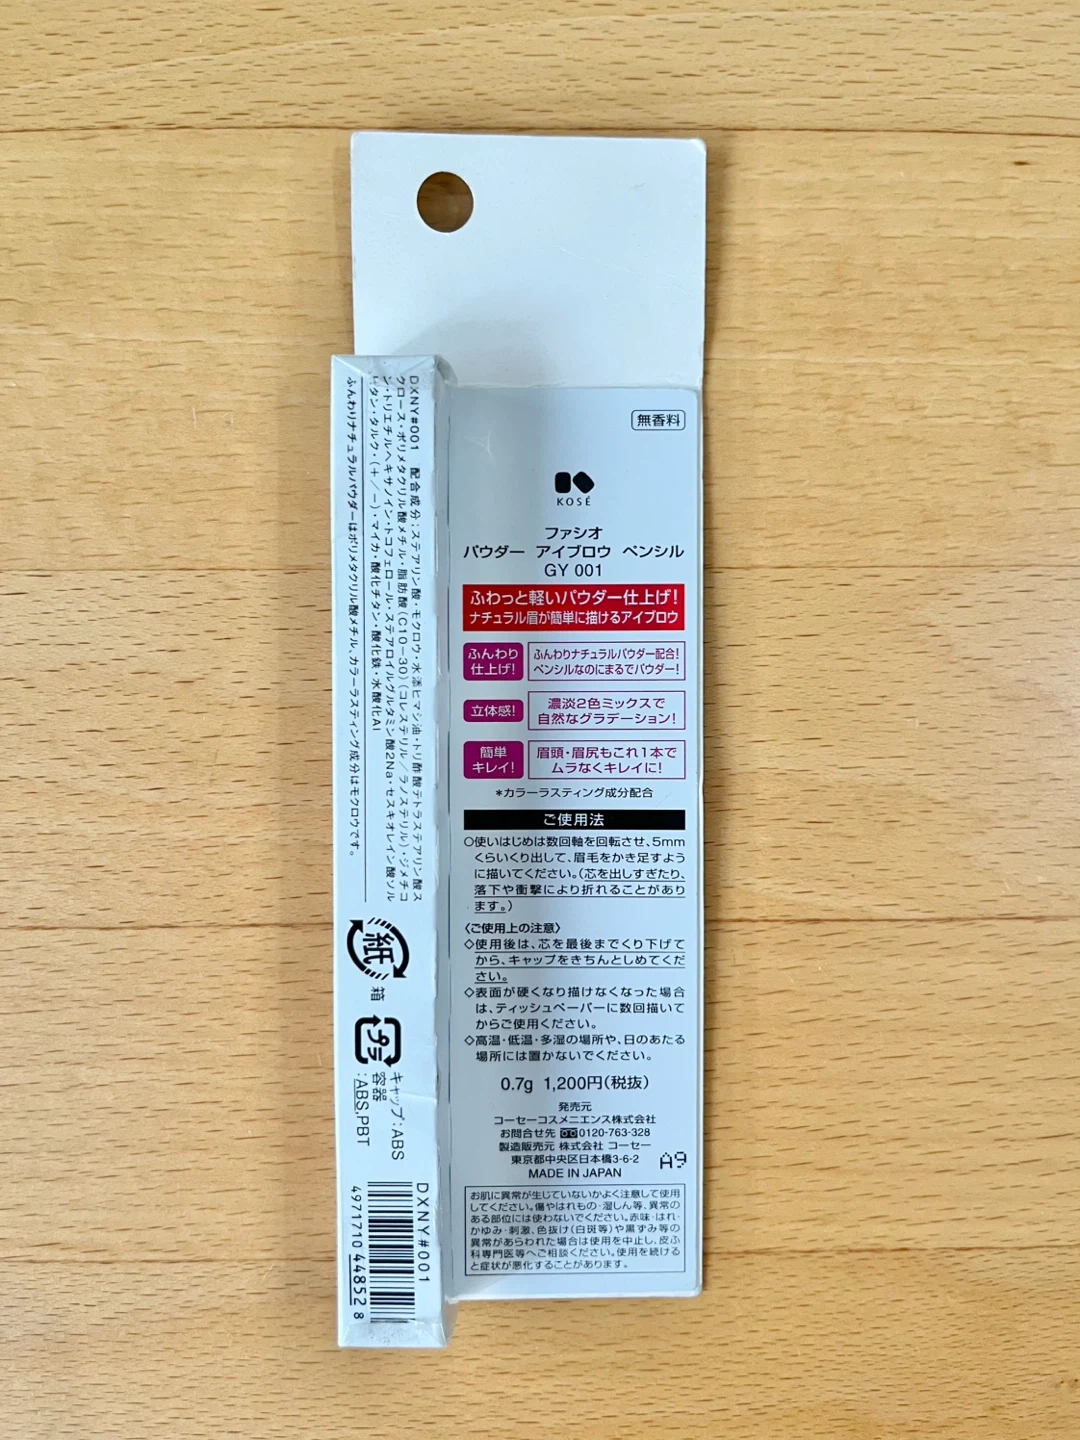 無香料
KOSÉ
ファシオ
パウダー アイブロウ ペンシル
GY 001
ふわっと軽いパウダー仕上げ!
ナチュラル眉が簡単に描けるアイブロウ
ふんわり
仕上げ!
ふんわりナチュラルパウダー配合!
ペンシルなのにまるでパウダー!
立体感!
濃淡2色ミックスで
自然なグラデーション!
簡単
キレイ!
眉頭・眉尻もこれ1本で
ムラなくキレイに!
*カラーラスティング成分配合
ご使用法
○使いはじめは数回軸を回転させ、5mm
くらいくり出して、眉毛をかき足すよう
に描いてください。(芯を出しすぎたり、
落下や衝撃により折れることがあり
ます。)
〈ご使用上の注意〉
◇使用後は、芯を最後までくり下げて
から、キャップをきちんとしめてくだ
さい。
◇表面が硬くなり描けなくなった場合
は、ティッシュペーパーに数回描いて
からご使用ください。
◇高温・低温・多湿の場所や、日のあたる
場所には置かないでください。
0.7g 1,200円(税抜)
発売元
コーセーコスメニエンス株式会社
お問合せ先 0120-763-328
製造販売元 株式会社 コーセー
東京都中央区日本橋3-6-2
MADE IN JAPAN
A9
お肌に異常が生じていないかよく注意して使用
してください。傷やはれもの・湿しん等、異常の
ある部位には使わないでください。赤味・はれ・
かゆみ・刺激、色抜け(白斑等)や黒ずみ等の
異常があらわれた場合は使用を中止し、皮ふ
科専門医等へご相談ください。使用を続ける
と症状が悪化することがあります。
DXNY#001 配合成分:ステアリン酸・モクロウ・水添ヒマシ油・トリ酢酸テトラステアリン酸ス
クロース・ポリメタクリル酸メチル・脂肪酸(C10-30)(コレステリル/ラノステリル)・ジメチコ
ン・トリエチルヘキサノイン・トコフェロール・ステアロイルグルタミン酸2Na・セスキオレイン酸ソル
ビタン・タルク・(+/-)・マイカ・酸化チタン・酸化鉄・水酸化Al
ふんわりナチュラルパウダーはポリメタクリル酸メチル、カラーラスティング成分はモクロウです。
紙
箱
プラ
キャップ:ABS
容器
:ABS,PBT
DXNY#001
4971710 44852 8